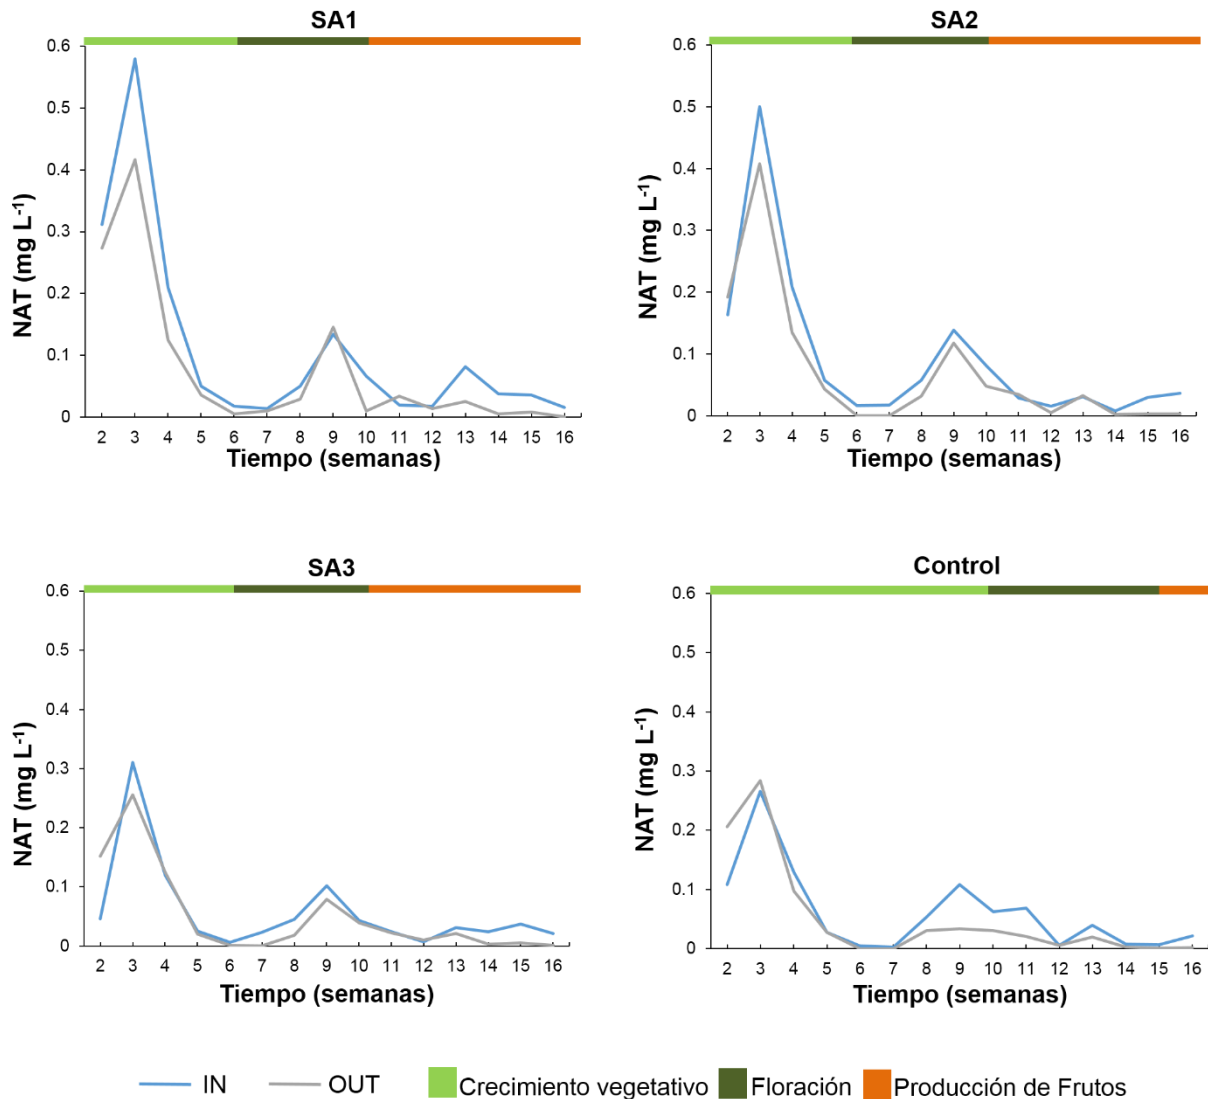 SA1
0.6
0.5
0.4
0.3
0.2
0.1
0
NAT (mg L-1)
2 3 4 5 6 7 8 9 10 11 12 13 14 15 16
Tiempo (semanas)
SA2
0.6
0.5
0.4
0.3
0.2
0.1
0
NAT (mg L-1)
2 3 4 5 6 7 8 9 10 11 12 13 14 15 16
Tiempo (semanas)
SA3
0.6
0.5
0.4
0.3
0.2
0.1
0
NAT (mg L-1)
2 3 4 5 6 7 8 9 10 11 12 13 14 15 16
Tiempo (semanas)
Control
0.6
0.5
0.4
0.3
0.2
0.1
0
NAT (mg L-1)
2 3 4 5 6 7 8 9 10 11 12 13 14 15 16
Tiempo (semanas)
IN OUT Crecimiento vegetativo Floración Producción de Frutos